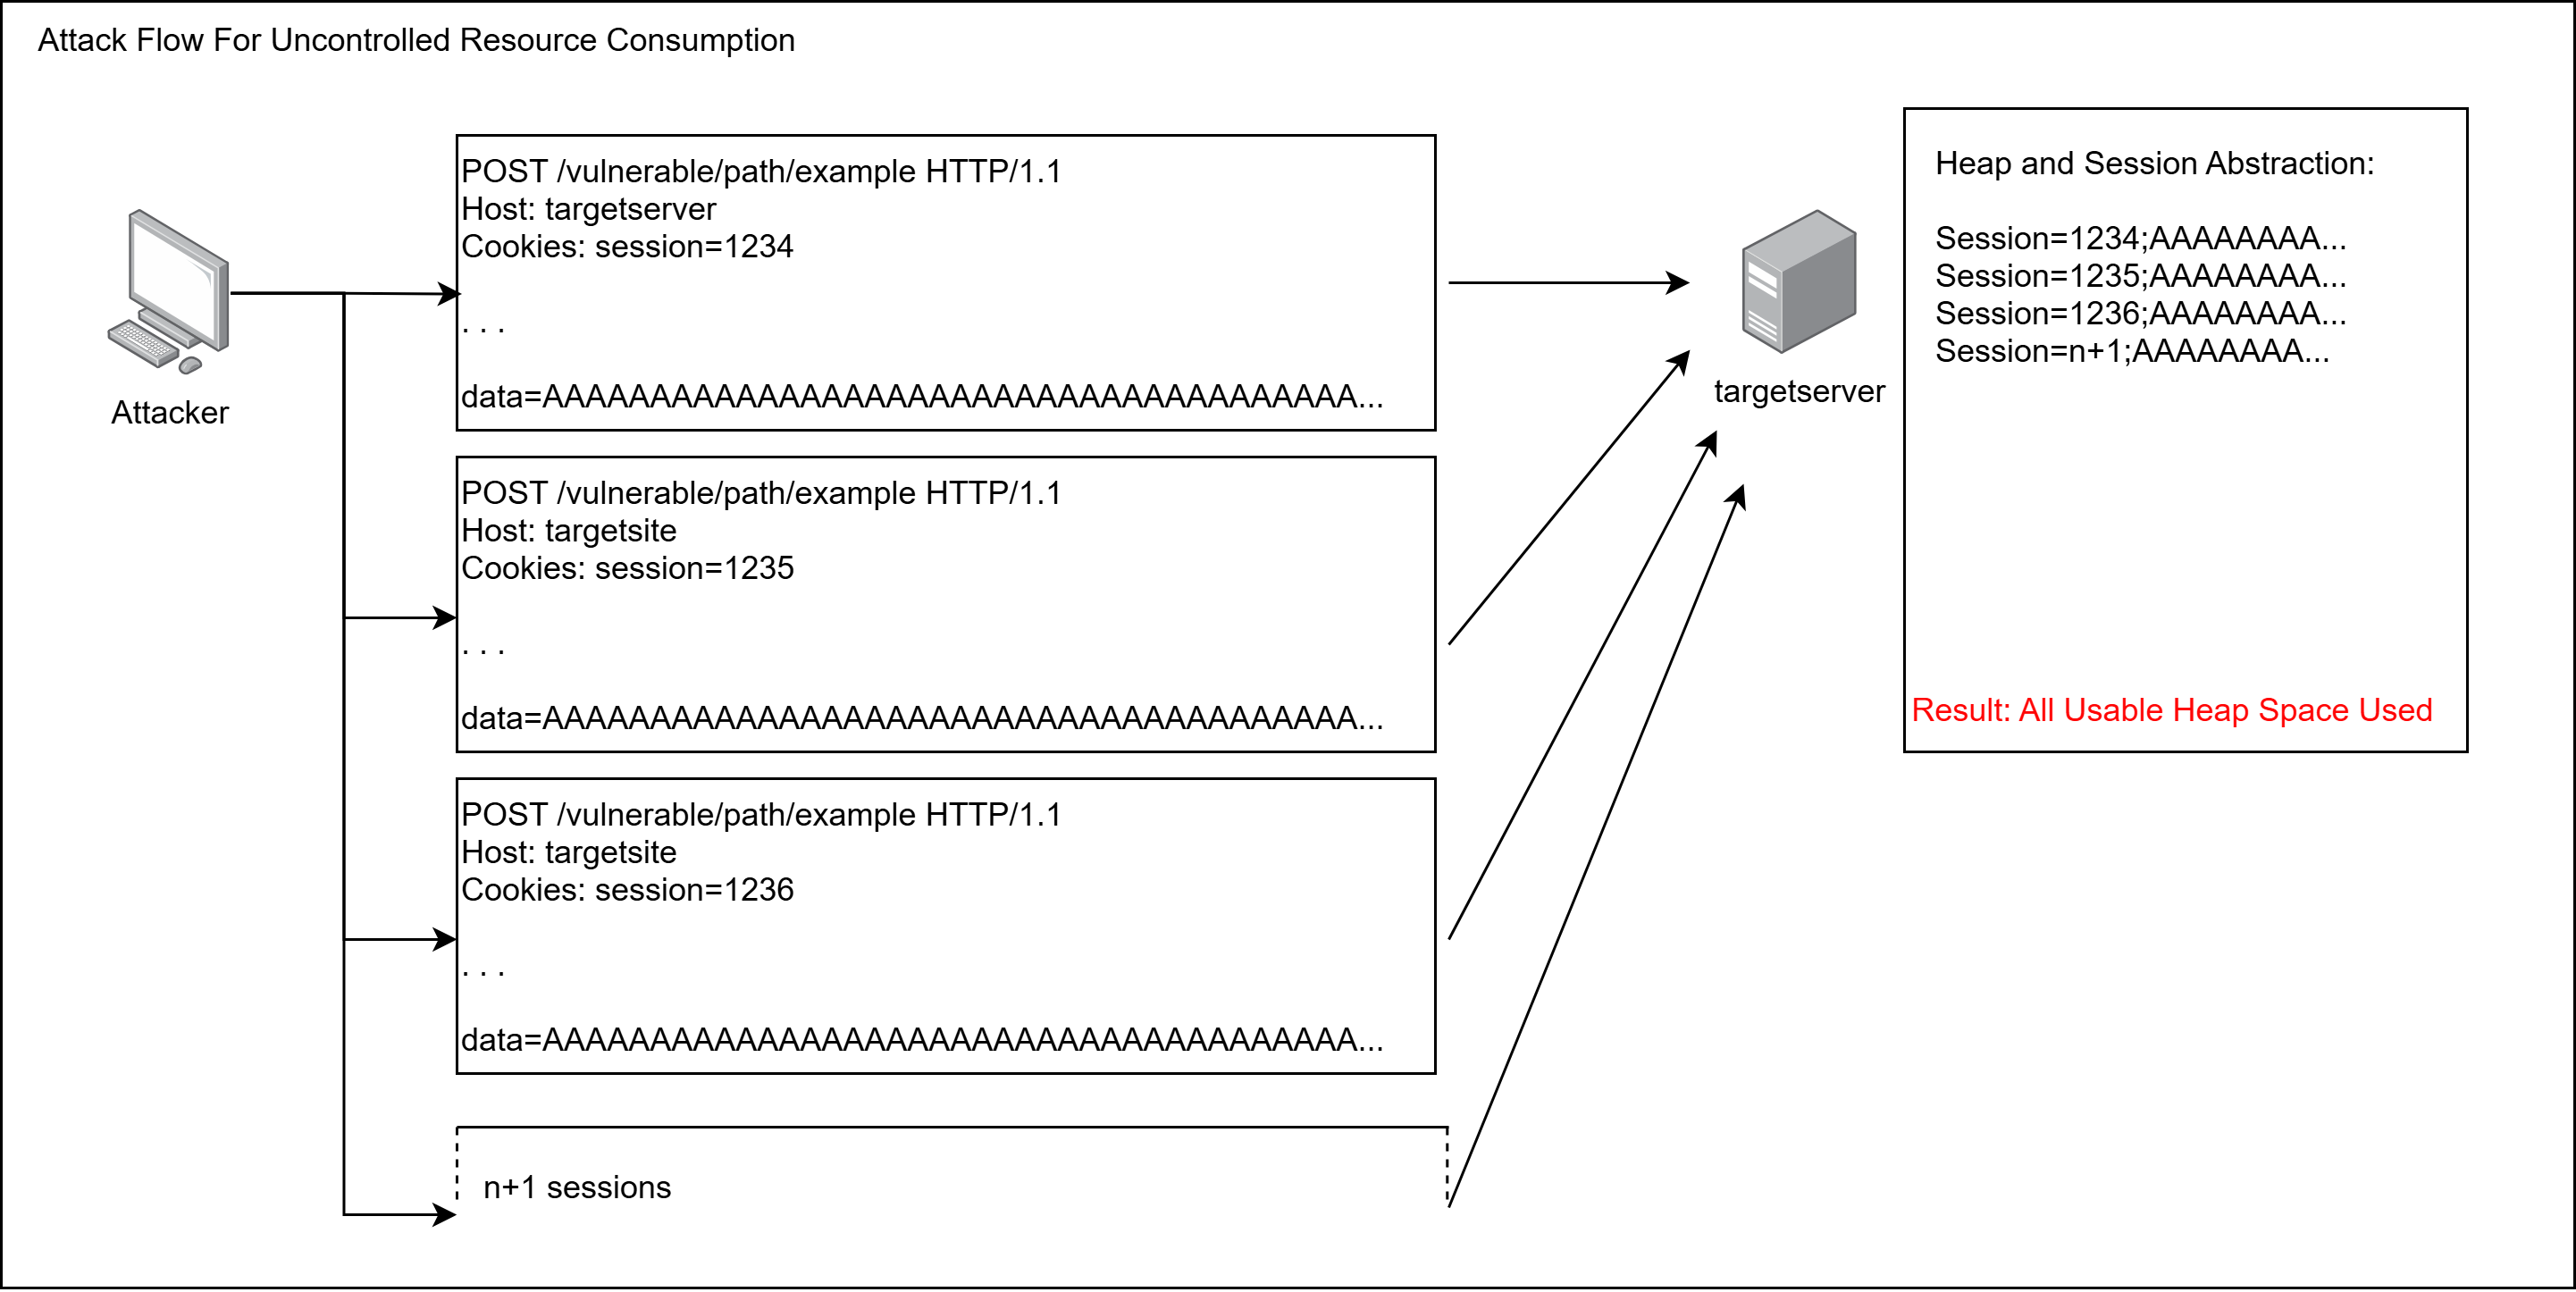 Attack Flow For Uncontrolled Resource Consumption
Attacker
POST /vulnerable/path/example HTTP/1.1
Host: targetserver
Cookies: session=1234
. . .
data=AAAAAAAAAAAAAAAAAAAAAAAAAAAAAAAAAAAAAA...
POST /vulnerable/path/example HTTP/1.1
Host: targetsite
Cookies: session=1235
. . .
data=AAAAAAAAAAAAAAAAAAAAAAAAAAAAAAAAAAAAAA...
POST /vulnerable/path/example HTTP/1.1
Host: targetsite
Cookies: session=1236
. . .
data=AAAAAAAAAAAAAAAAAAAAAAAAAAAAAAAAAAAAAA...
n+1 sessions
targetserver
Heap and Session Abstraction:
Session=1234;AAAAAAAA...
Session=1235;AAAAAAAA...
Session=1236;AAAAAAAA...
Session=n+1;AAAAAAAA...
Result: All Usable Heap Space Used